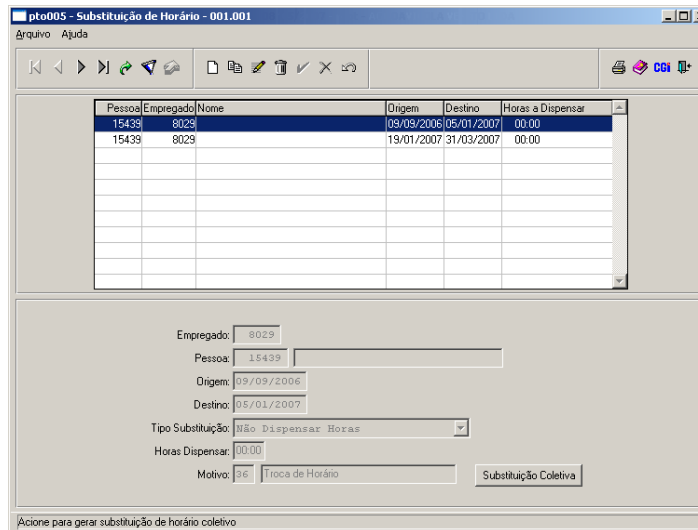 pto005 - Substituição de Horário - 001.001
Arquivo Ajuda
CGi
Pessoa Empregado Nome Origem Destino Horas a Dispensar
15439 8029 09/09/2006 05/01/2007 00:00
15439 8029 19/01/2007 31/03/2007 00:00
Empregado: 8029
Pessoa: 15439
Origem: 09/09/2006
Destino: 05/01/2007
Tipo Substituição: Não Dispensar Horas
Horas Dispensar: 00:00
Motivo: 36 Troca de Horário Substituição Coletiva
Acione para gerar substituição de horário coletivo